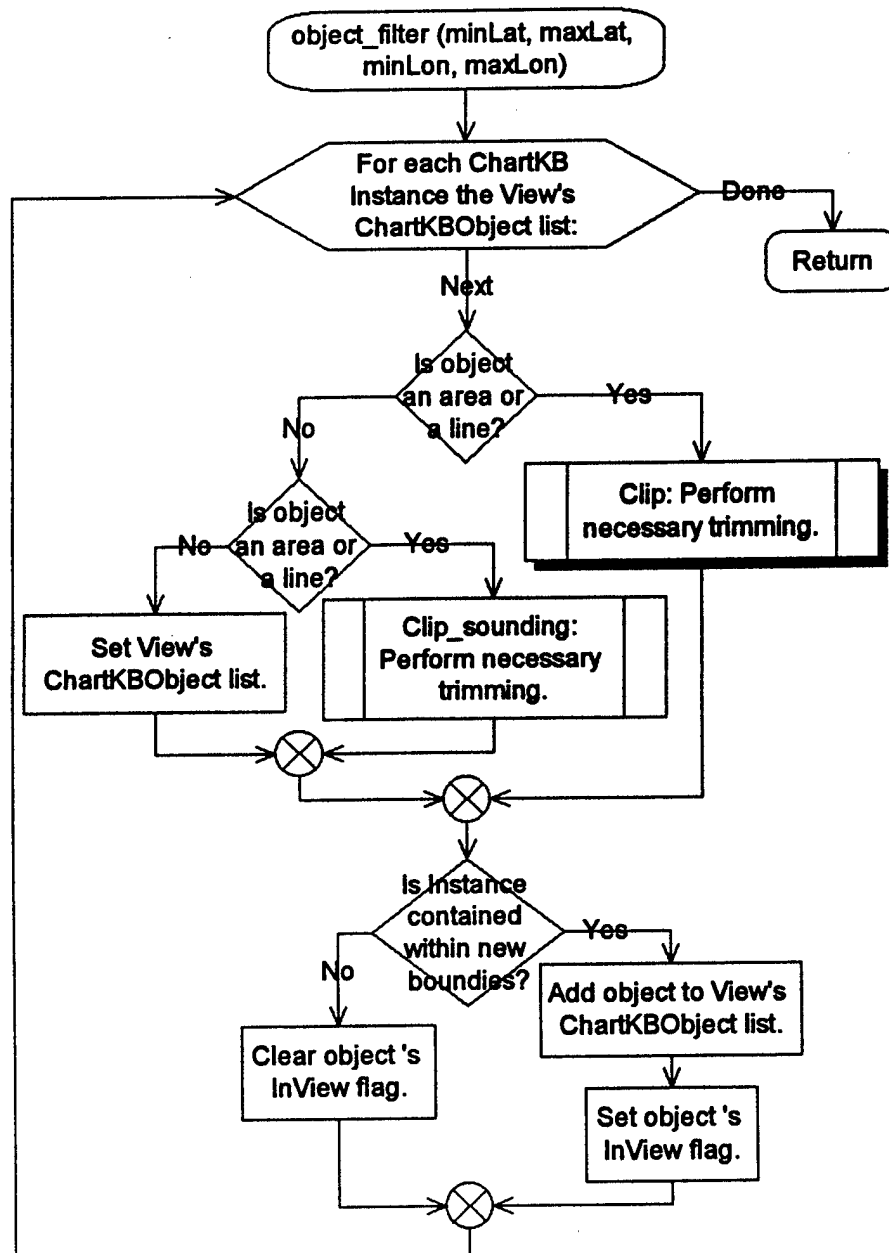 object_filter (minLat, maxLat,
minLon, maxLon)
For each ChartKB
Instance the View's
ChartKBObject list:
Done
Return
Next
Is object
an area or
a line?
Yes
No
Clip: Perform
necessary trimming.
Is object
an area or
a line?
No
Yes
Set View's
ChartKBObject list.
Clip_sounding:
Perform necessary
trimming.
Is Instance
contained
within new
boundies?
Yes
No
Add object to View's
ChartKBObject list.
Clear object 's
InView flag.
Set object 's
InView flag.